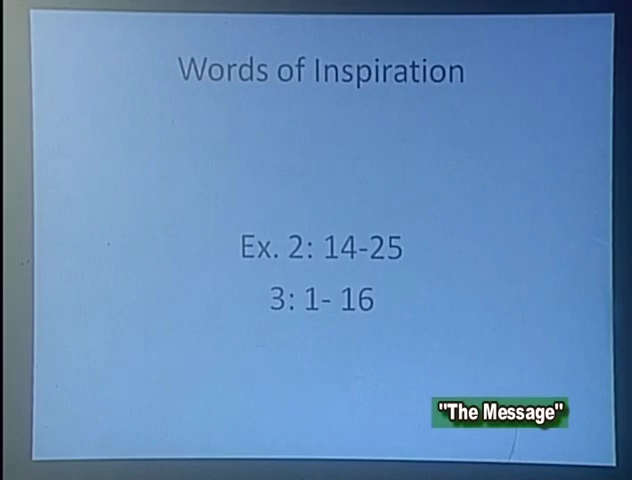 Words of Inspiration
Ex. 2: 14-25
3: 1- 16
"The Message"